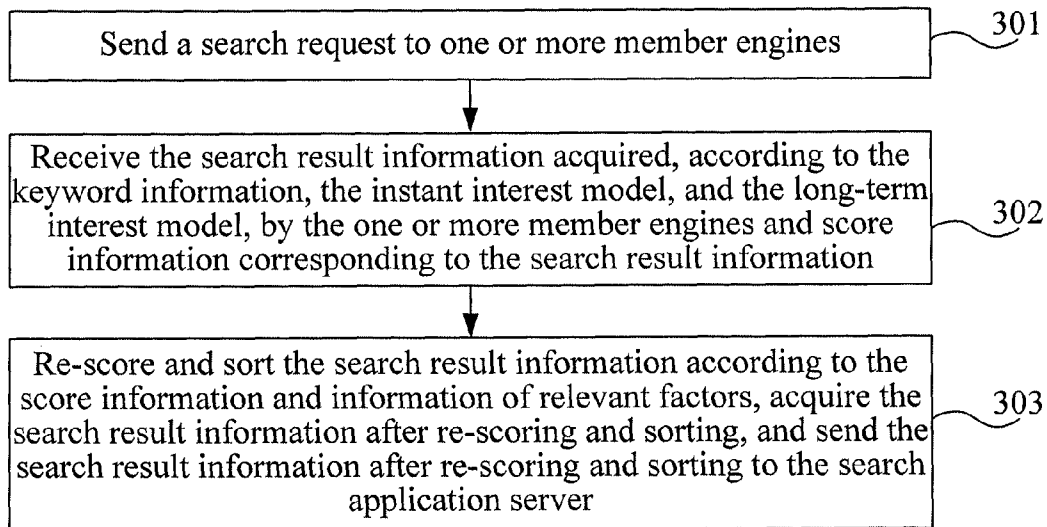 Send a search request to one or more member engines
301
Receive the search result information acquired, according to the
keyword information, the instant interest model, and the long-term
interest model, by the one or more member engines and score
information corresponding to the search result information
302
Re-score and sort the search result information according to the
score information and information of relevant factors, acquire the
search result information after re-scoring and sorting, and send the
search result information after re-scoring and sorting to the search
application server
303